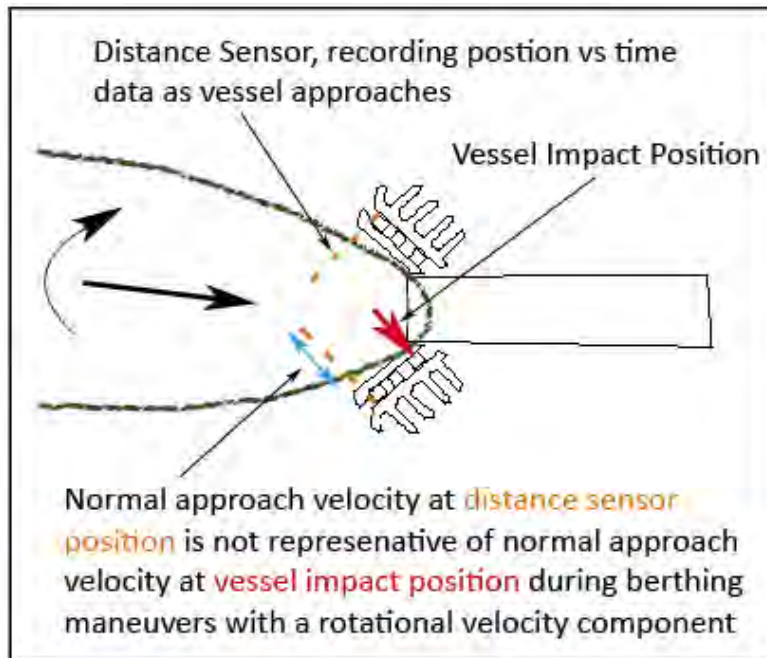 Distance Sensor, recording postion vs time
data as vessel approaches
Vessel Impact Position
Normal approach velocity at distance sensor
position is not represenative of normal approach
velocity at vessel impact position during berthing
maneuvers with a rotational velocity component